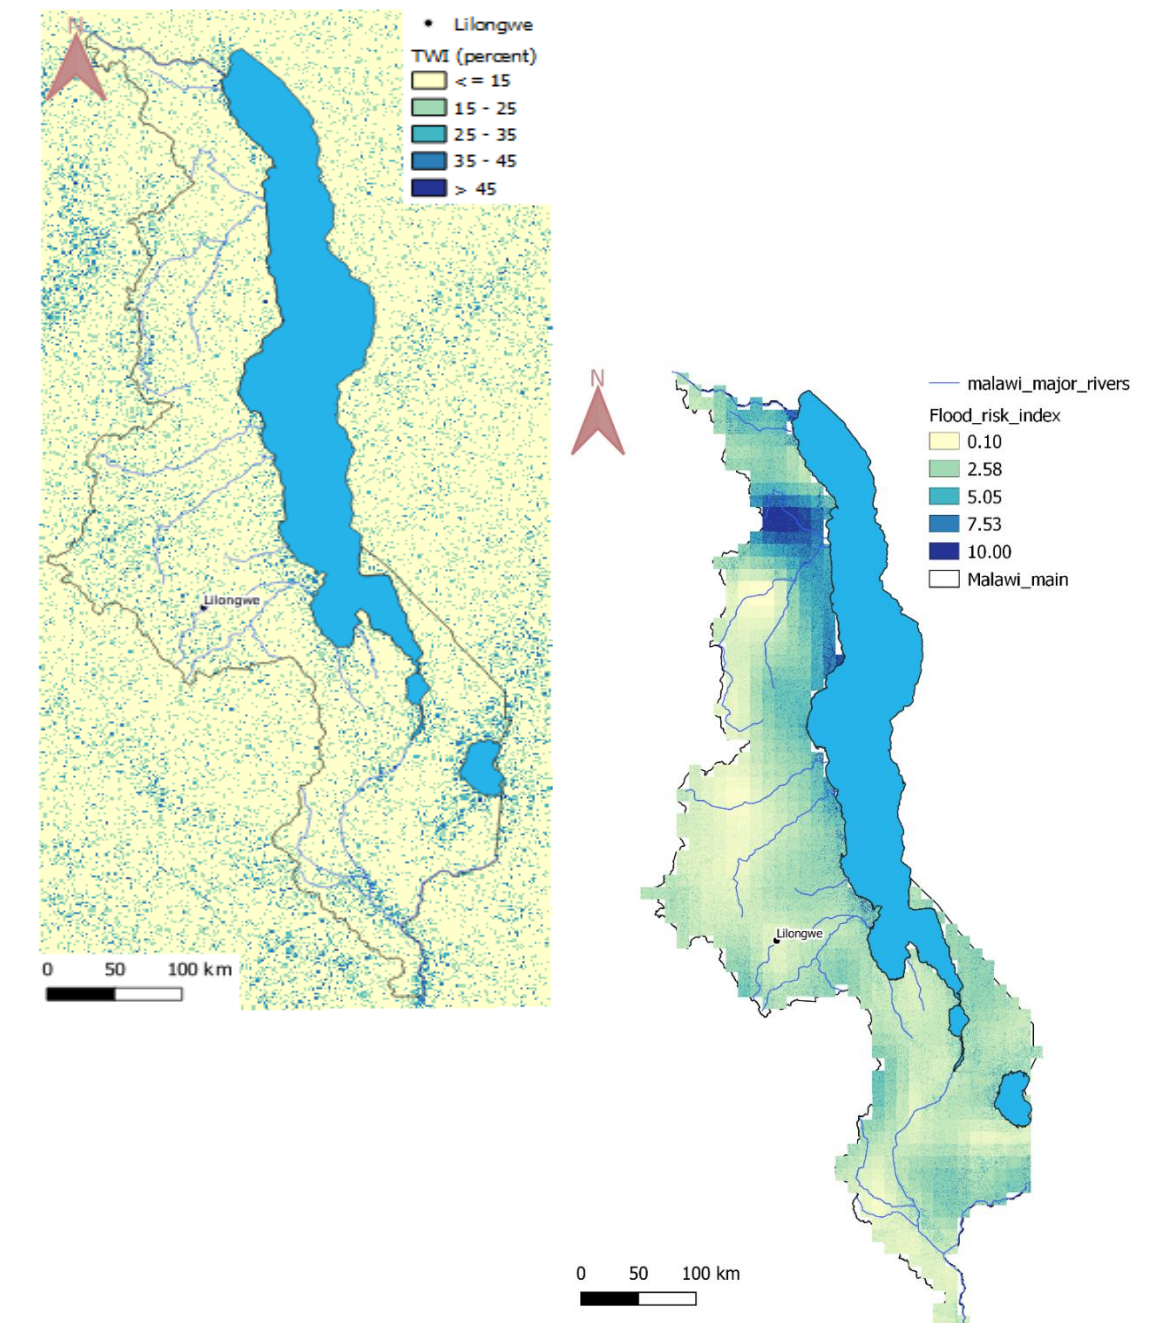 N
Lilongwe
TWI (percent)
< = 15
15 - 25
25 - 35
35 - 45
> 45
Lilongwe
0 50 100 km
N
malawi_major_rivers
Flood_risk_index
0.10
2.58
5.05
7.53
10.00
Malawi_main
Lilongwe
0 50 100 km